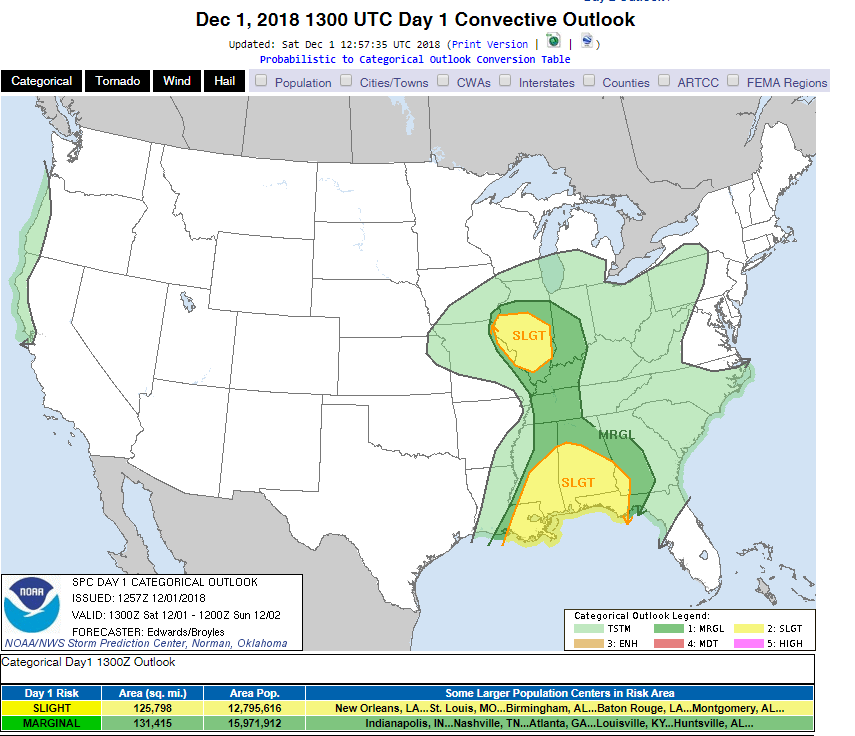 Day 2 Outlook?
Dec 1, 2018 1300 UTC Day 1 Convective Outlook
Updated: Sat Dec 1 12:57:35 UTC 2018 (Print Version | | )
Probabilistic to Categorical Outlook Conversion Table
Categorical Tornado Wind Hail Population Cities/Towns CWAs Interstates Counties ARTCC FEMA Regions
SLGT
MRGL
SLGT
NOAA
SPC DAY 1 CATEGORICAL OUTLOOK
ISSUED: 1257Z 12/01/2018
VALID: 1300Z Sat 12/01 - 1200Z Sun 12/02
FORECASTER: Edwards/Broyles
NOAA/NWS Storm Prediction Center, Norman, Oklahoma
Categorical Outlook Legend:
TSTM 1: MRGL 2: SLGT
3: ENH 4: MDT 5: HIGH
Categorical Day1 1300Z Outlook
Day 1 Risk Area (sq. mi.) Area Pop. Some Larger Population Centers in Risk Area
SLIGHT 125,798 12,795,616 New Orleans, LA...St. Louis, MO...Birmingham, AL...Baton Rouge, LA...Montgomery, AL...
MARGINAL 131,415 15,971,912 Indianapolis, IN...Nashville, TN...Atlanta, GA...Louisville, KY...Huntsville, AL...